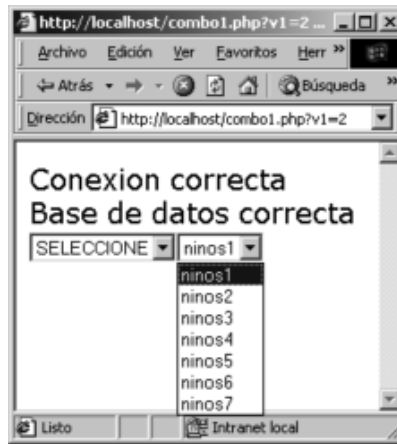 http://localhost/combo1.php?v1=2 ...
Archivo Edición Ver Favoritos Herr »
Atrás Búsqueda »
Dirección http://localhost/combo1.php?v1=2
Conexion correcta
Base de datos correcta
SELECCIONE ninos1
ninos1
ninos2
ninos3
ninos4
ninos5
ninos6
ninos7
Listo Intranet local